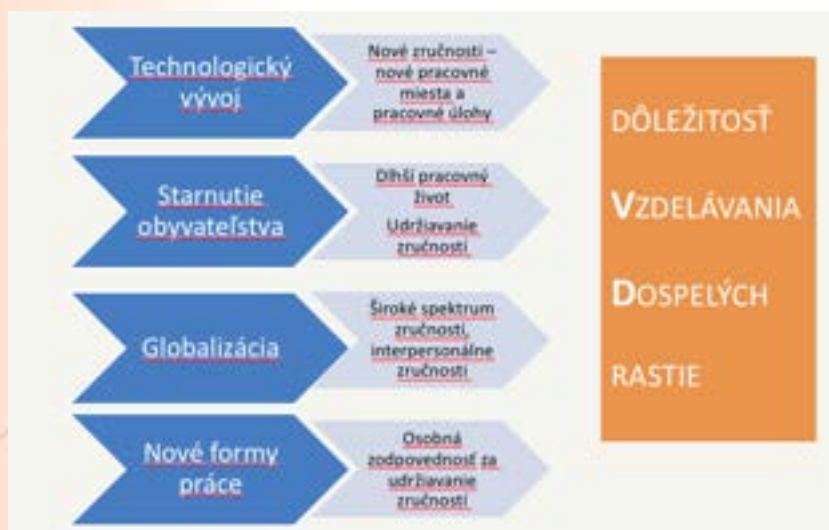 Technologický
vývoj
Nové zručnosti –
nové pracovné
miesta a
pracovné úlohy
Starnutie
obyvateľstva
Dlhší pracovný
život
Udržiavanie
zručností
Globalizácia
Široké spektrum
zručností,
interpersonálne
zručnosti
Nové formy
práce
Osobná
zodpovednosť za
udržiavanie
zručností
DÔLEŽITOSŤ
VZDELÁVANIA
DOSPELÝCH
RASTIE